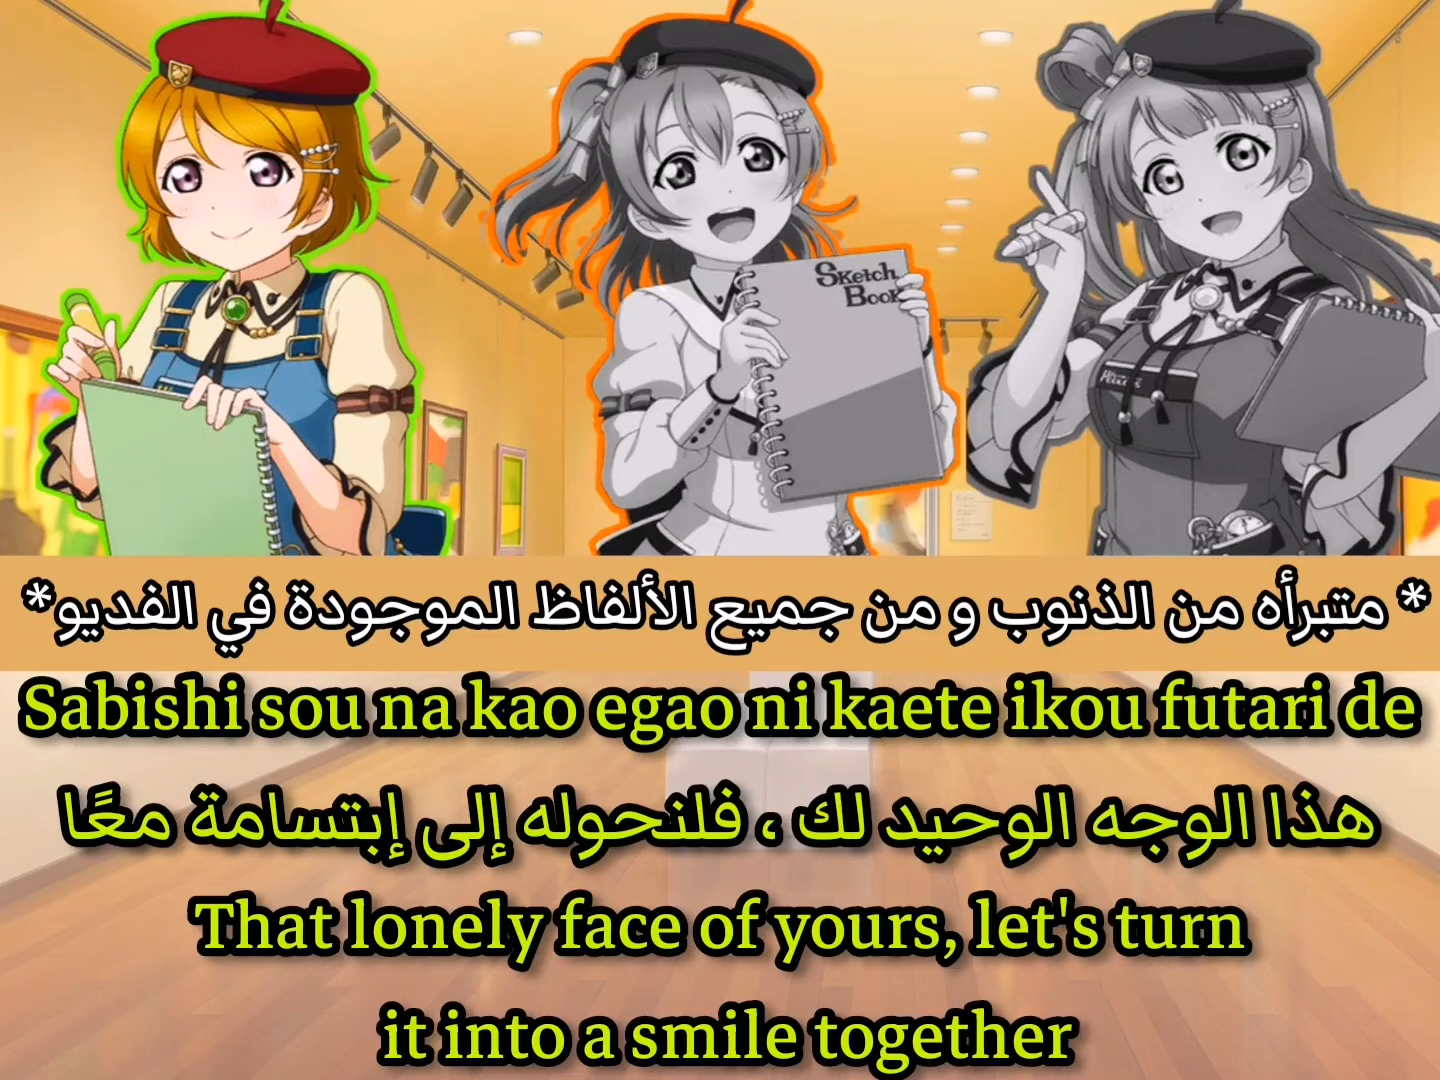 Sketch
Book
* متبرأه من الذنوب و من جميع الألفاظ الموجودة في الفديو*
Sabishi sou na kao egao ni kaete ikou futari de
هذا الوجه الوحيد لك ، فلنحوله إلى إبتسامة معًا
That lonely face of yours, let's turn
it into a smile together